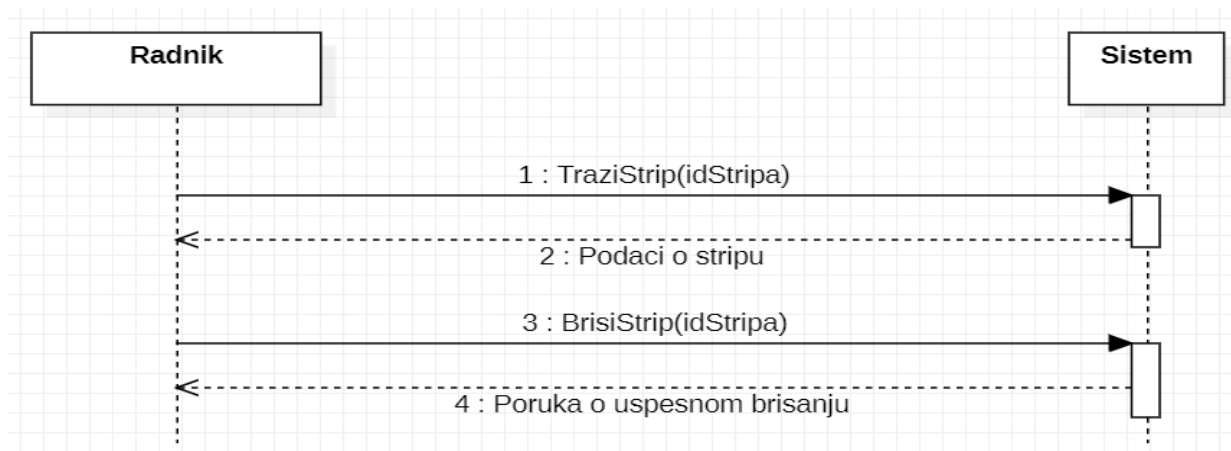 Radnik
Sistem
1 : TraziStrip(idStripa)
2 : Podaci o stripu
3 : BrisiStrip(idStripa)
4 : Poruka o uspesnom brisanju